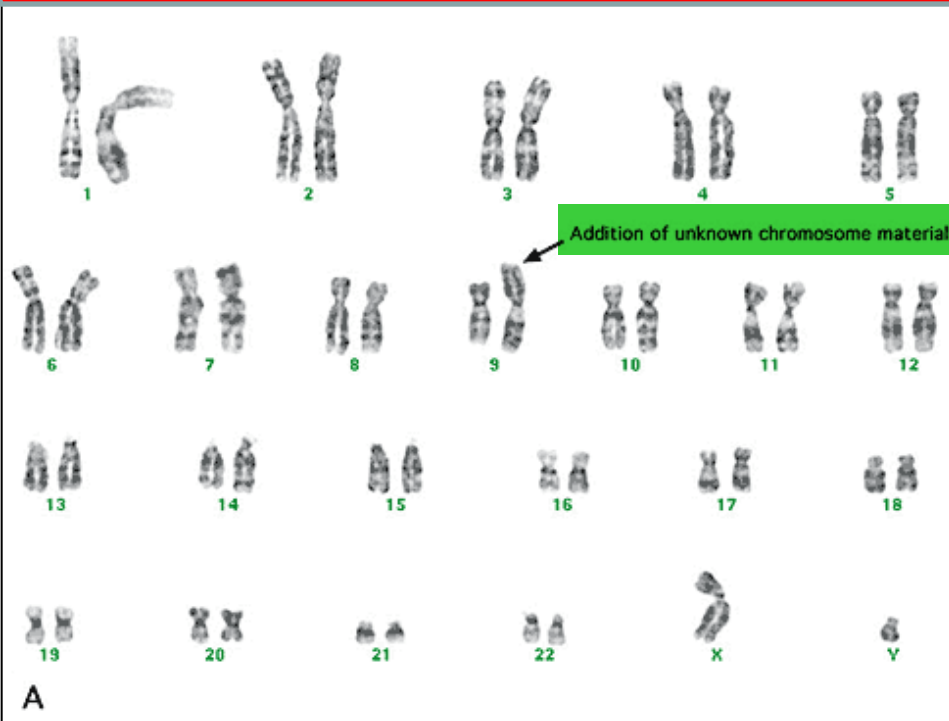 1 2 3 4 5
Addition of unknown chromosome material
6 7 8 9 10 11 12
13 14 15 16 17 18
19 20 21 22 X Y
A